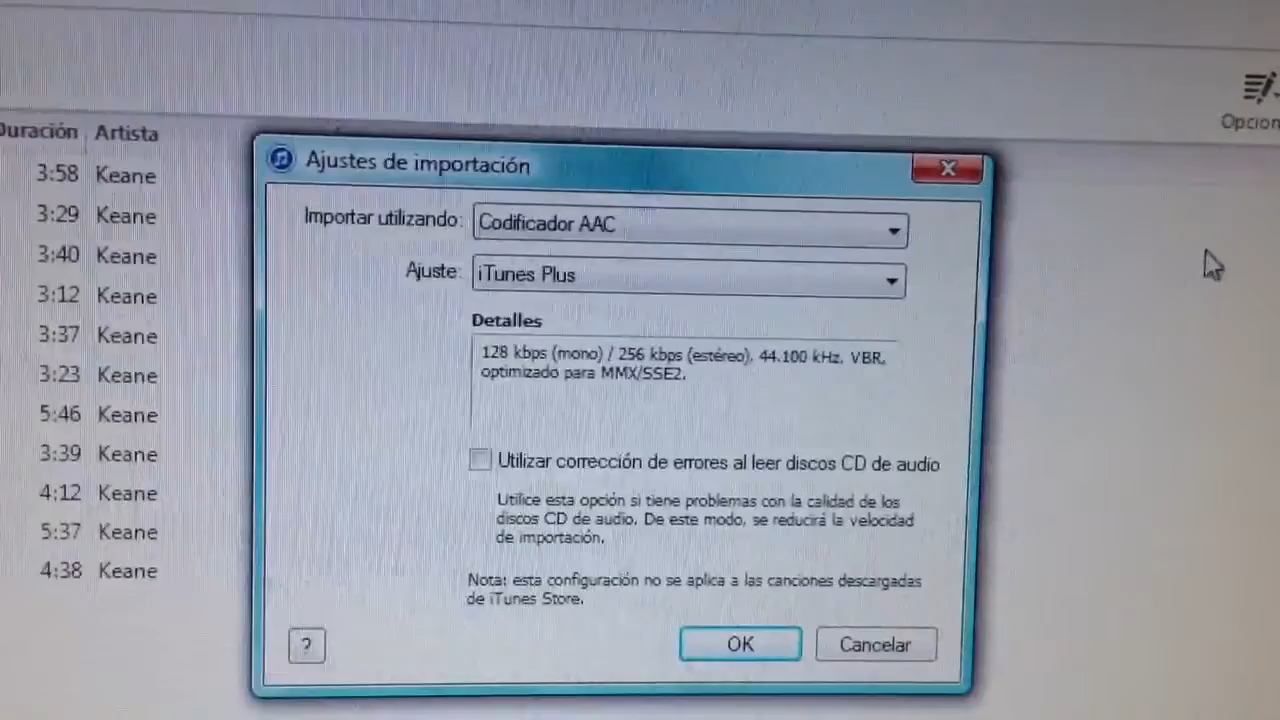 Opcion
Duración Artista
3:58 Keane
3:29 Keane
3:40 Keane
3:12 Keane
3:37 Keane
3:23 Keane
5:46 Keane
3:39 Keane
4:12 Keane
5:37 Keane
4:38 Keane
Ajustes de importación
Importar utilizando: Codificador AAC
Ajuste: iTunes Plus
Detalles
128 kbps (mono) / 256 kbps (estéreo), 44.100 kHz, VBR,
optimizado para MMX/SSE2.
Utilizar corrección de errores al leer discos CD de audio
Utilice esta opción si tiene problemas con la calidad de los
discos CD de audio. De este modo, se reducirá la velocidad
de importación.
Nota: esta configuración no se aplica a las canciones descargadas
de iTunes Store.
? OK Cancelar